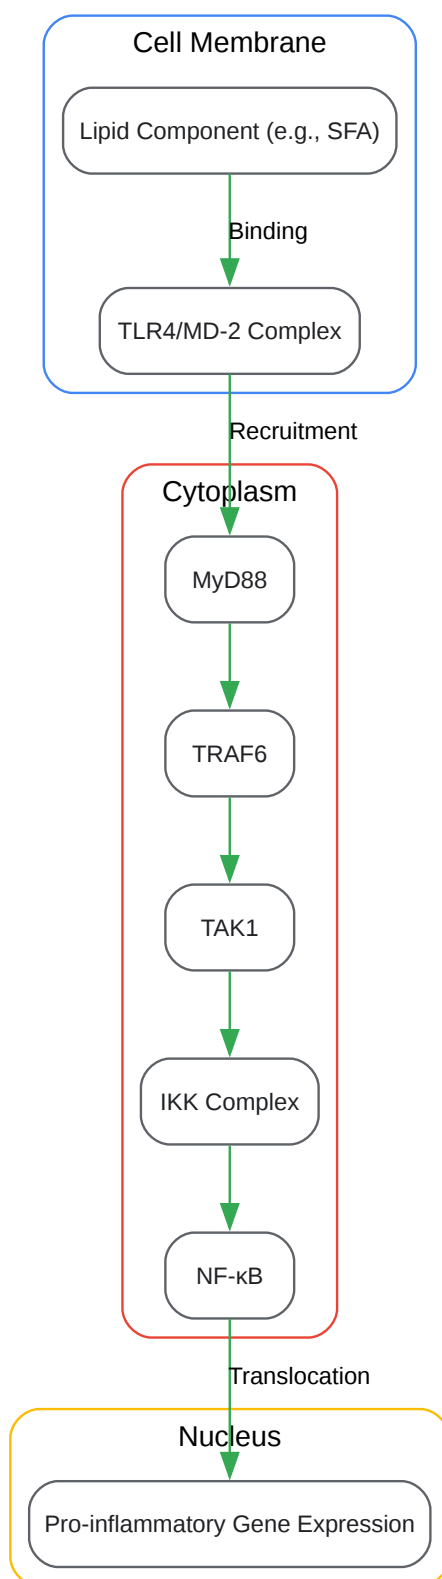 Cell Membrane
Lipid Component (e.g., SFA)
Binding
TLR4/MD-2 Complex
Recruitment
Cytoplasm
MyD88
TRAF6
TAK1
IKK Complex
NF-κB
Translocation
Nucleus
Pro-inflammatory Gene Expression